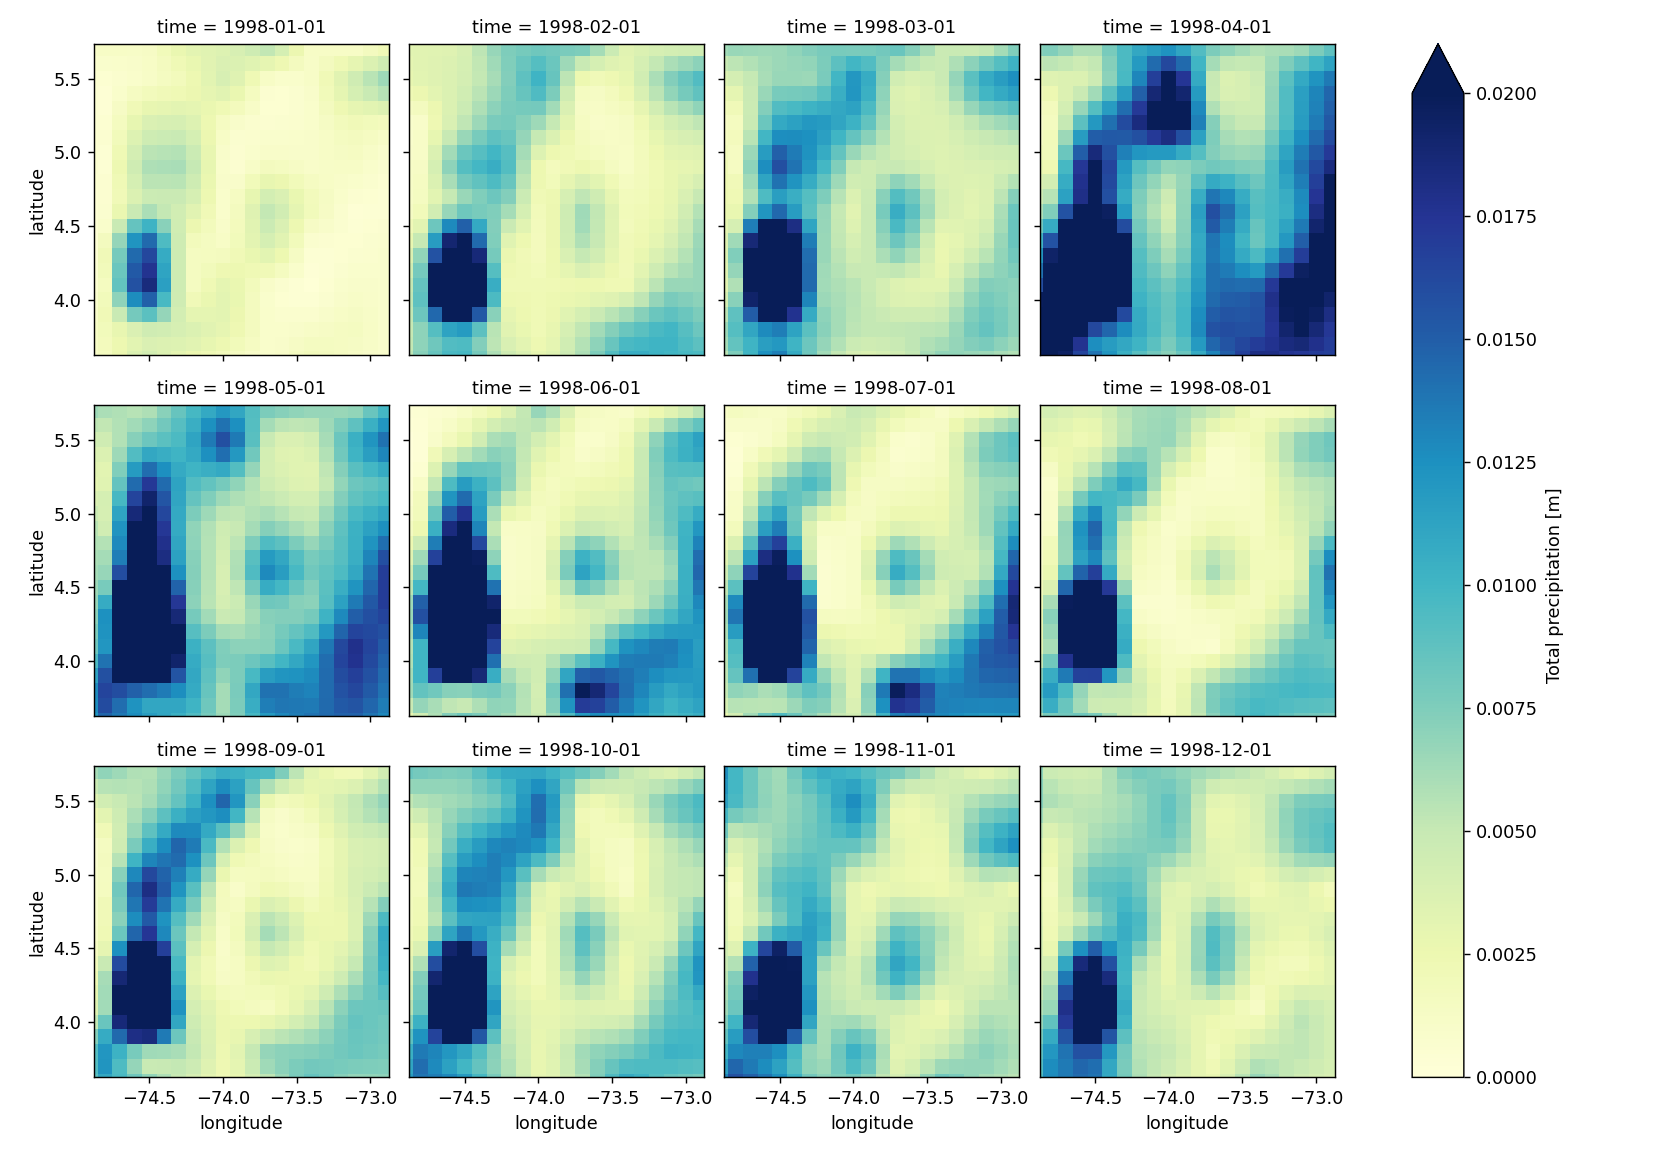 time = 1998-01-01
time = 1998-02-01
time = 1998-03-01
time = 1998-04-01
latitude
5.5
5.0
4.5
4.0
time = 1998-05-01
time = 1998-06-01
time = 1998-07-01
time = 1998-08-01
latitude
5.5
5.0
4.5
4.0
time = 1998-09-01
time = 1998-10-01
time = 1998-11-01
time = 1998-12-01
latitude
5.5
5.0
4.5
4.0
−74.5 −74.0 −73.5 −73.0
longitude
−74.5 −74.0 −73.5 −73.0
longitude
−74.5 −74.0 −73.5 −73.0
longitude
−74.5 −74.0 −73.5 −73.0
longitude
0.0200
0.0175
0.0150
0.0125
0.0100
0.0075
0.0050
0.0025
0.0000
Total precipitation [m]